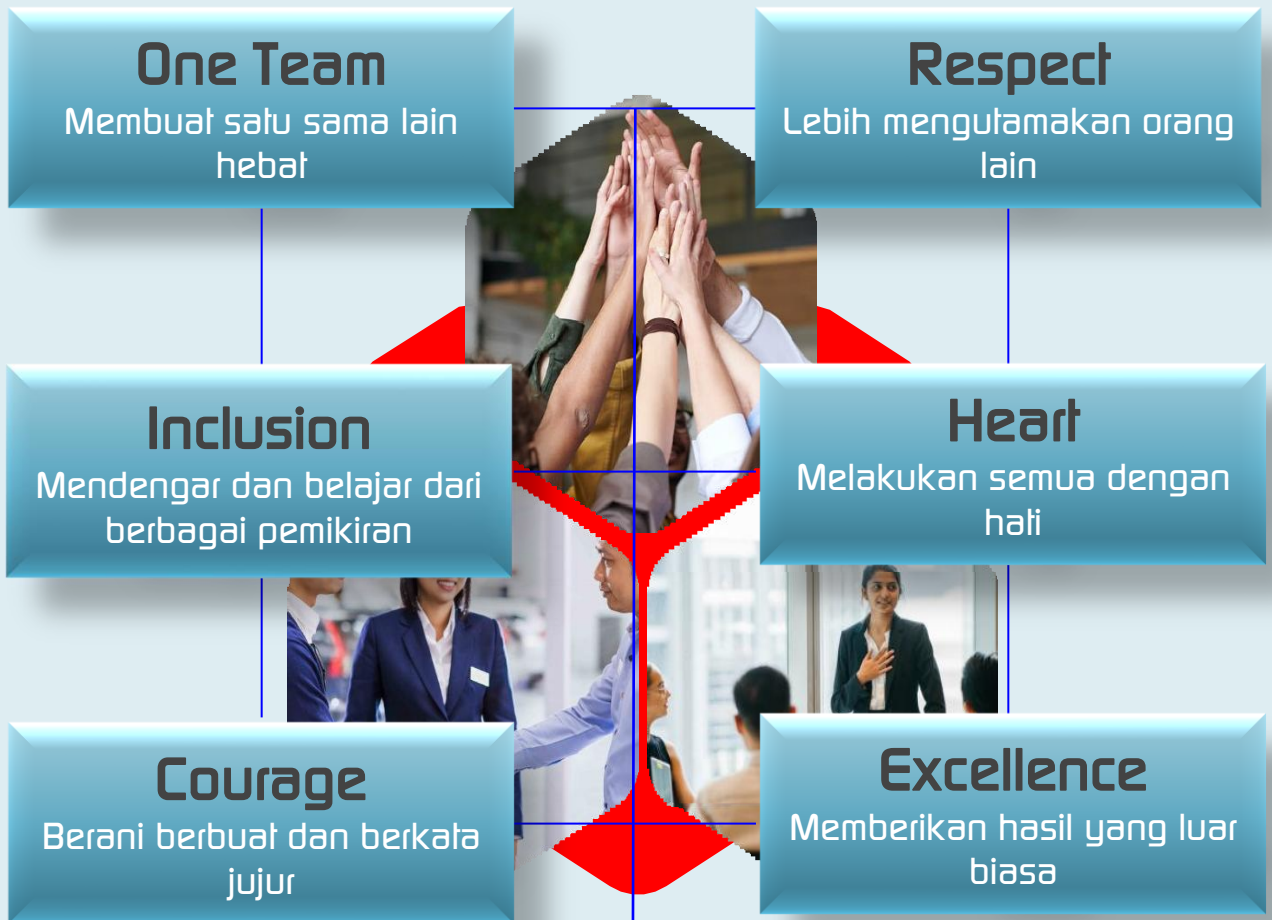 One Team
Membuat satu sama lain
hebat
Respect
Lebih mengutamakan orang
lain
Inclusion
Mendengar dan belajar dari
berbagai pemikiran
Heart
Melakukan semua dengan
hati
Courage
Berani berbuat dan berkata
jujur
Excellence
Memberikan hasil yang luar
biasa